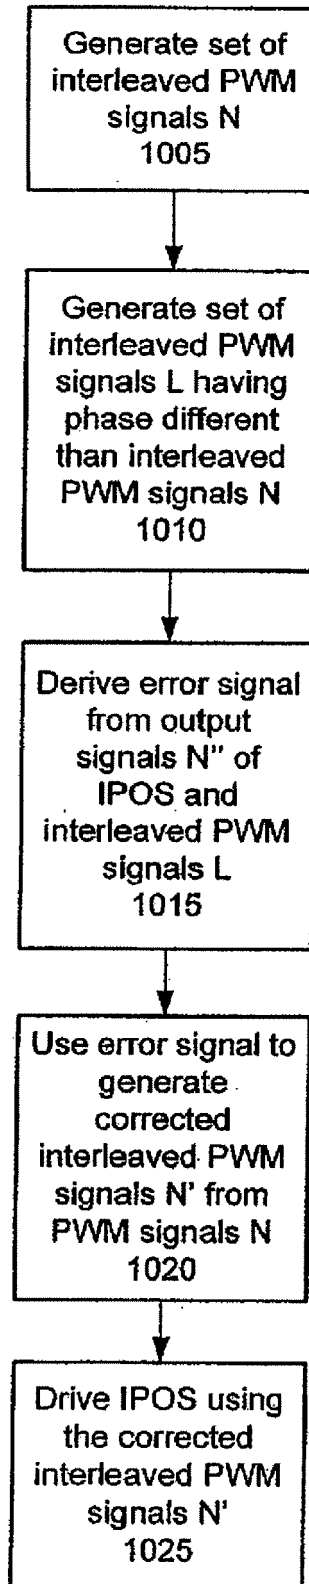 Generate set of
interleaved PWM
signals N
1005
Generate set of
interleaved PWM
signals L having
phase different
than interleaved
PWM signals N
1010
Derive error signal
from output
signals N" of
IPOS and
interleaved PWM
signals L
1015
Use error signal to
generate
corrected
interleaved PWM
signals N' from
PWM signals N
1020
Drive IPOS using
the corrected
interleaved PWM
signals N'
1025